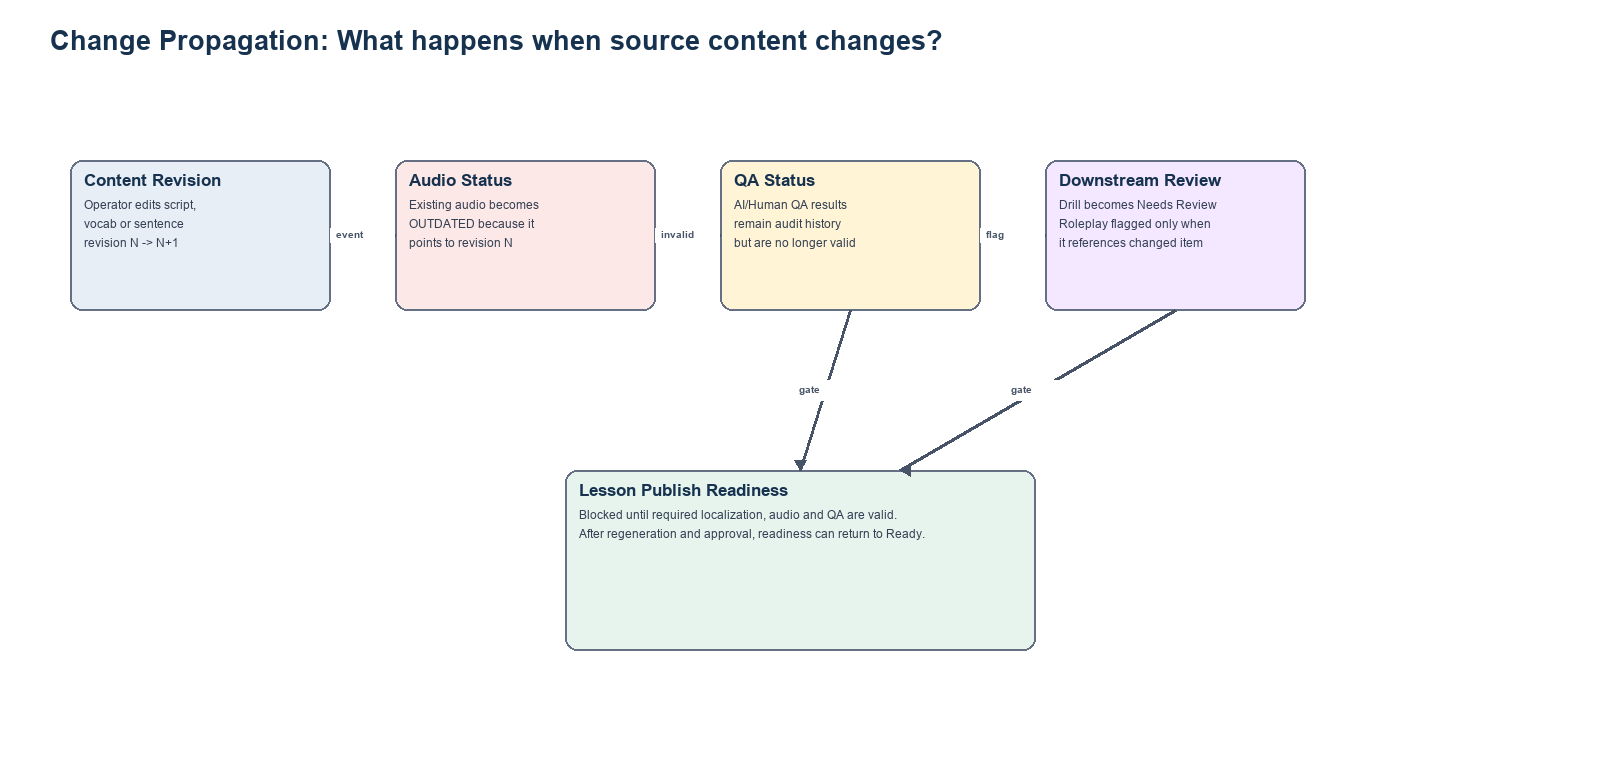 Change Propagation: What happens when source content changes?
Content Revision
Operator edits script,
vocab or sentence
revision N -> N+1
event
Audio Status
Existing audio becomes
OUTDATED because it
points to revision N
invalid
QA Status
AI/Human QA results
remain audit history
but are no longer valid
flag
Downstream Review
Drill becomes Needs Review
Roleplay flagged only when
it references changed item
gate
gate
Lesson Publish Readiness
Blocked until required localization, audio and QA are valid.
After regeneration and approval, readiness can return to Ready.